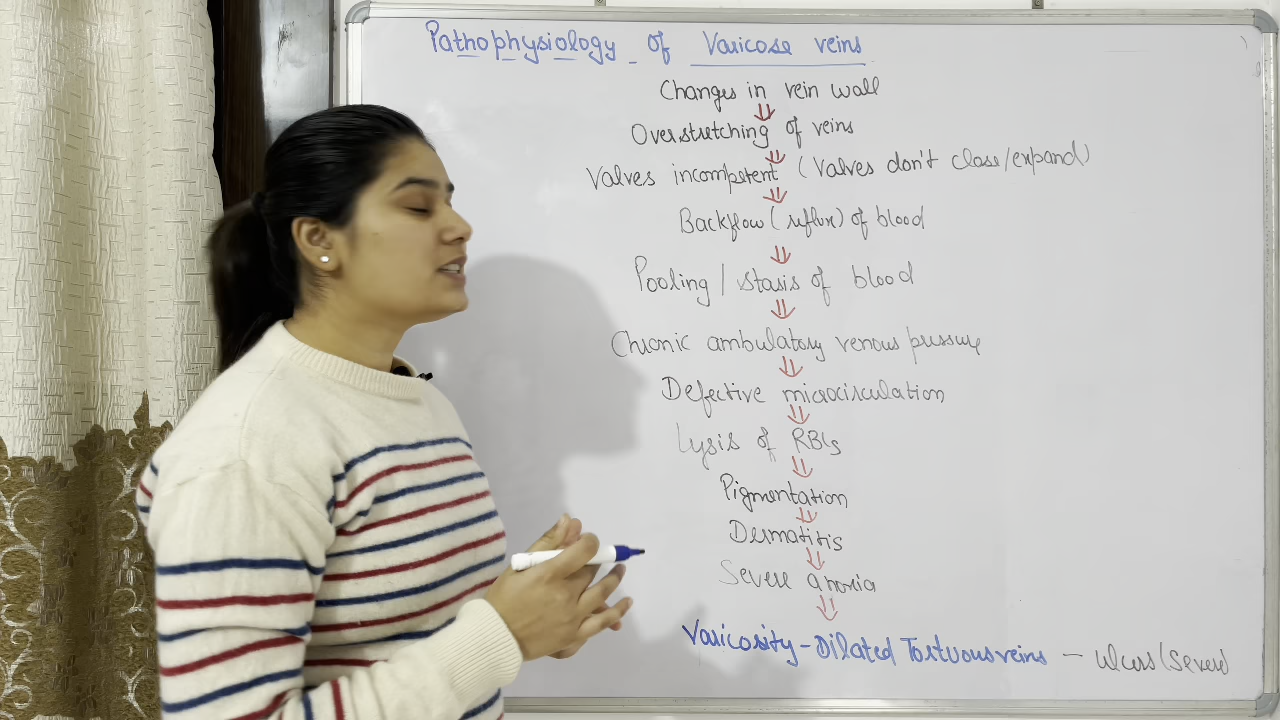 Pathophysiology of Varicose veins
Changes in vein wall
⇓
Overstretching of veins
⇓
Valves incompetent (Valves don't close/expand)
⇓
Backflow (reflux) of blood
⇓
Pooling / stasis of blood
⇓
Chronic ambulatory venous pressure
⇓
Defective microcirculation
⇓
Lysis of RBCs
⇓
Pigmentation
⇓
Dermatitis
⇓
Severe anoxia
⇓
Varicosity - Dilated Tortuous veins - ulcers (Severe)